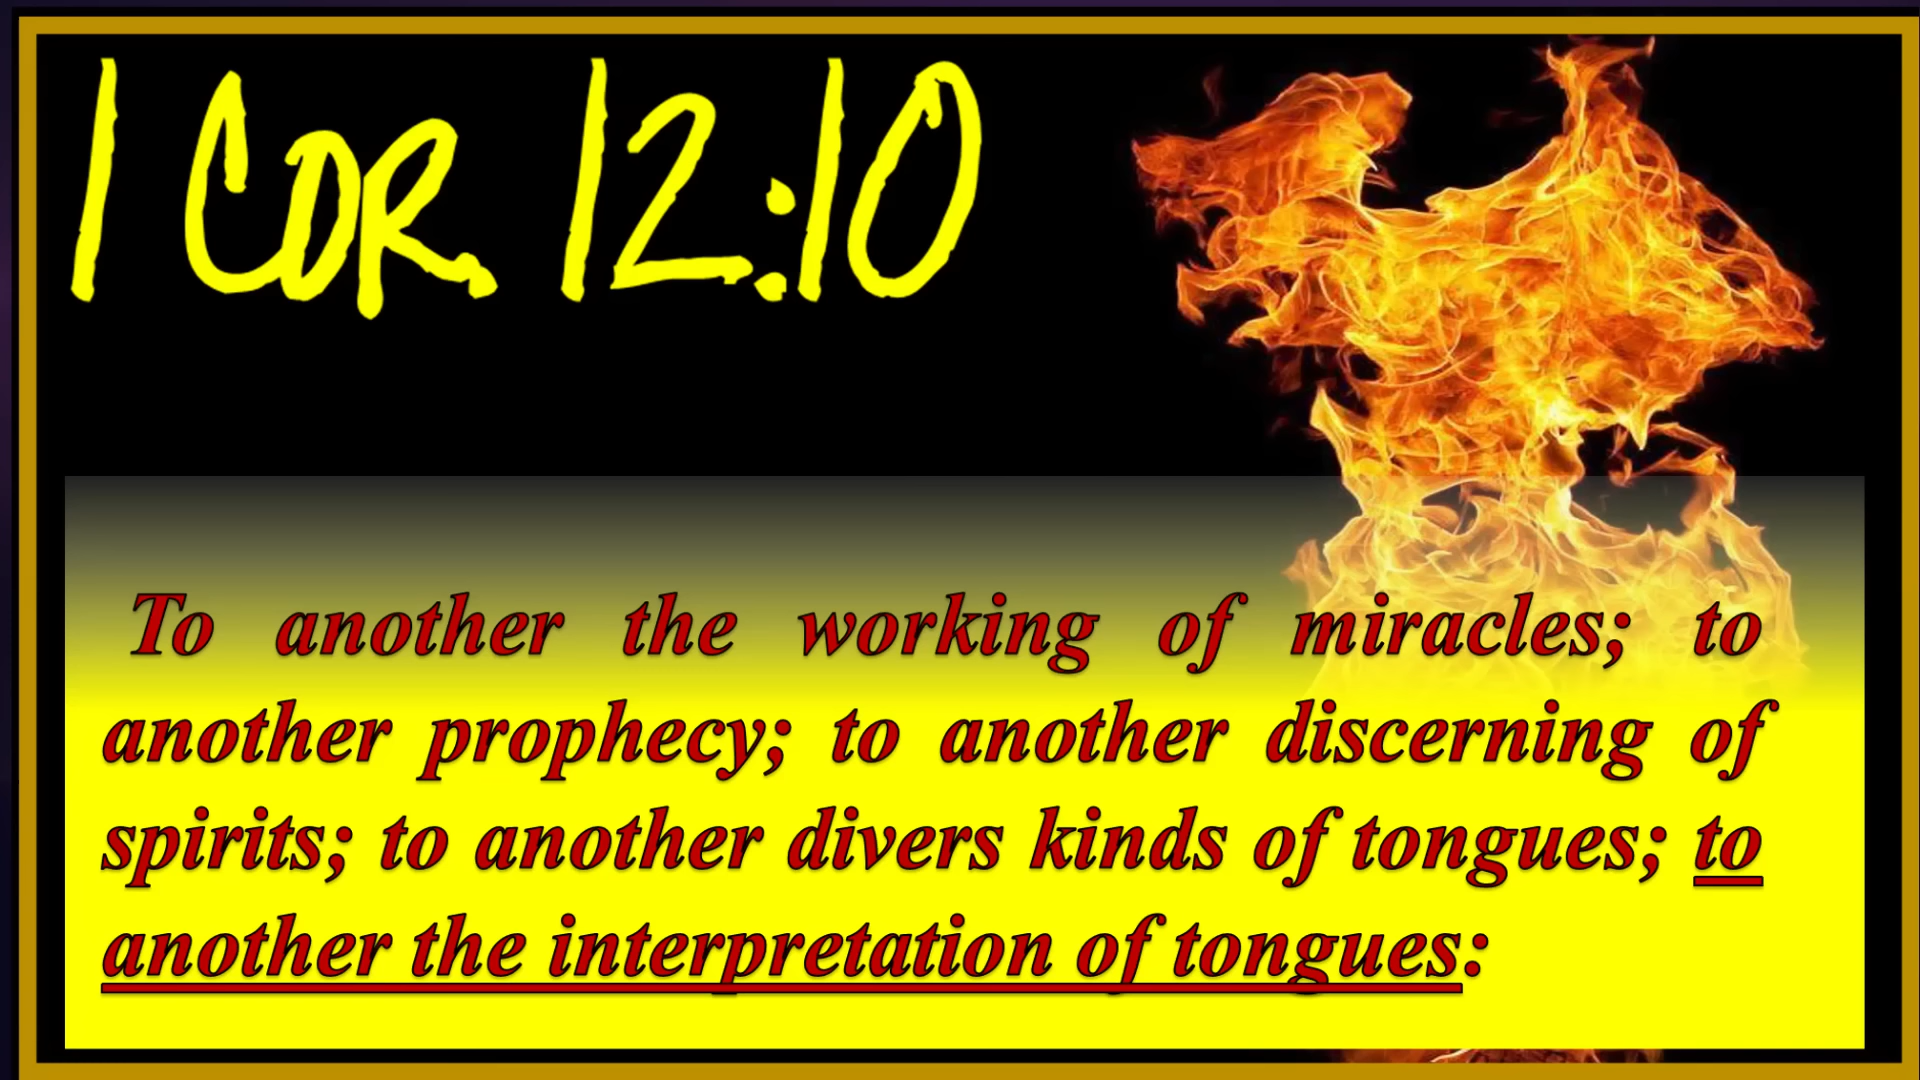 1 COR. 12:10
To another the working of miracles; to
another prophecy; to another discerning of
spirits; to another divers kinds of tongues; to
another the interpretation of tongues: